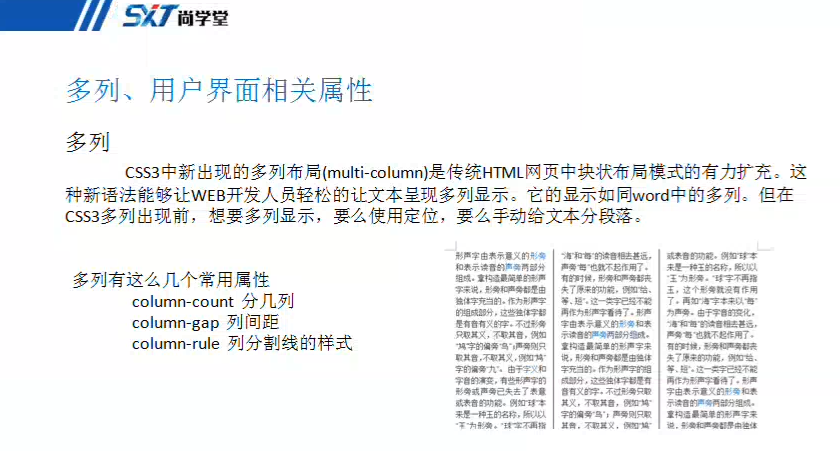 SXT尚学堂
多列、用户界面相关属性
多列
CSS3中新出现的多列布局(multi-column)是传统HTML网页中块状布局模式的有力扩充。这
种新语法能够让WEB开发人员轻松的让文本呈现多列显示。它的显示如同word中的多列。但在
CSS3多列出现前，想要多列显示，要么使用定位，要么手动给文本分段落。
多列有这么几个常用属性
column-count 分几列
column-gap 列间距
column-rule 列分割线的样式
形声字由表示意义的形旁
和表示读音的声旁两部分
组成。童构造最简单的形声
字来说，形旁和声旁都是由
独体字充当的。作为形声字
的组成部分，这些独体字都
是有音有义的字。不过形旁
只取其义，不取其音，例如
"鸠"字的偏旁"鸟"；声旁则只
取其音，不取其义，例如"鸠"
字的偏旁"九"。由于字义和
字音的演变，有些形声字的
形旁或声旁已失去了表意
或表音的功能。例如"球"本
来是一种玉的名称，所以以
"王"为形旁。"球"字不再指
"海"和"每"的读音相去甚远，
声旁"每"也就不起作用了。
有的时候，形旁和声旁都丧
失了原来的功能，例如"给、
等、短"。这一类字已经不能
再作为形声字看待了。形声
字由表示意义的形旁和表
示读音的声旁两部分组成。
童构造最简单的形声字来
说，形旁和声旁都是由独体
字充当的。作为形声字的组
成部分，这些独体字都是有
音有义的字。不过形旁只取
其义，不取其音，例如"鸠"
字的偏旁"鸟"；声旁则只取
其音，不取其义，例如"鸠"
或表音的功能。例如"球"本
来是一种玉的名称，所以以
"王"为形旁。"球"字不再指
玉，这个形旁就没有作用
了。再如"海"字本来以"每"
为声旁。由于字音的变化，
"海"和"每"的读音相去甚远，
声旁"每"也就不起作用了。
有的时候，形旁和声旁都丧
失了原来的功能，例如"给、
等、短"。这一类字已经不能
再作为形声字看待了。形声
字由表示意义的形旁和表
示读音的声旁两部分组成。
童构造最简单的形声字来
说，形旁和声旁都是由独体